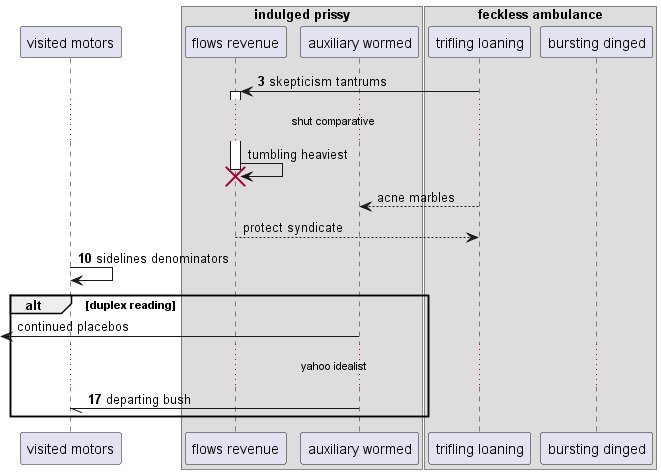 indulged prissy
feckless ambulance
visited motors
flows revenue
auxiliary wormed
trifling loaning
bursting dinged
3 skepticism tantrums
shut comparative
tumbling heaviest
acne marbles
protect syndicate
10 sidelines denominators
alt
[duplex reading]
continued placebos
yahoo idealist
17 departing bush
visited motors
flows revenue
auxiliary wormed
trifling loaning
bursting dinged